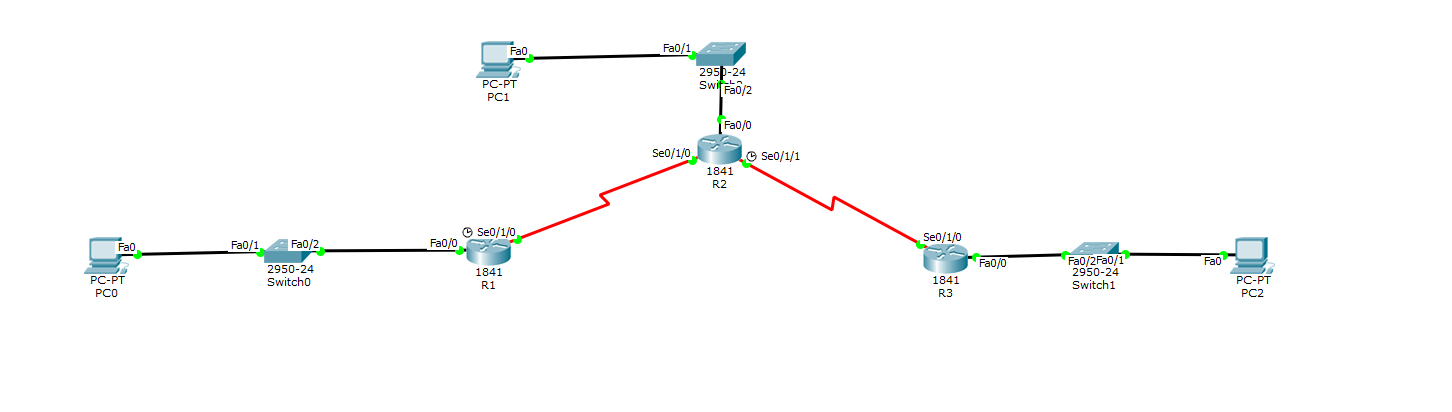 Fa0
Fa0/1
PC-PT
PC1
2950-24
Fa0/2
Fa0/0
Se0/1/0
Se0/1/1
1841
R2
Fa0
Fa0/1
Fa0/2
Fa0/0
Se0/1/0
PC-PT
PC0
2950-24
Switch0
1841
R1
Se0/1/0
Fa0/0
Fa0/2
Fa0/1
Fa0
1841
R3
2950-24
Switch1
PC-PT
PC2